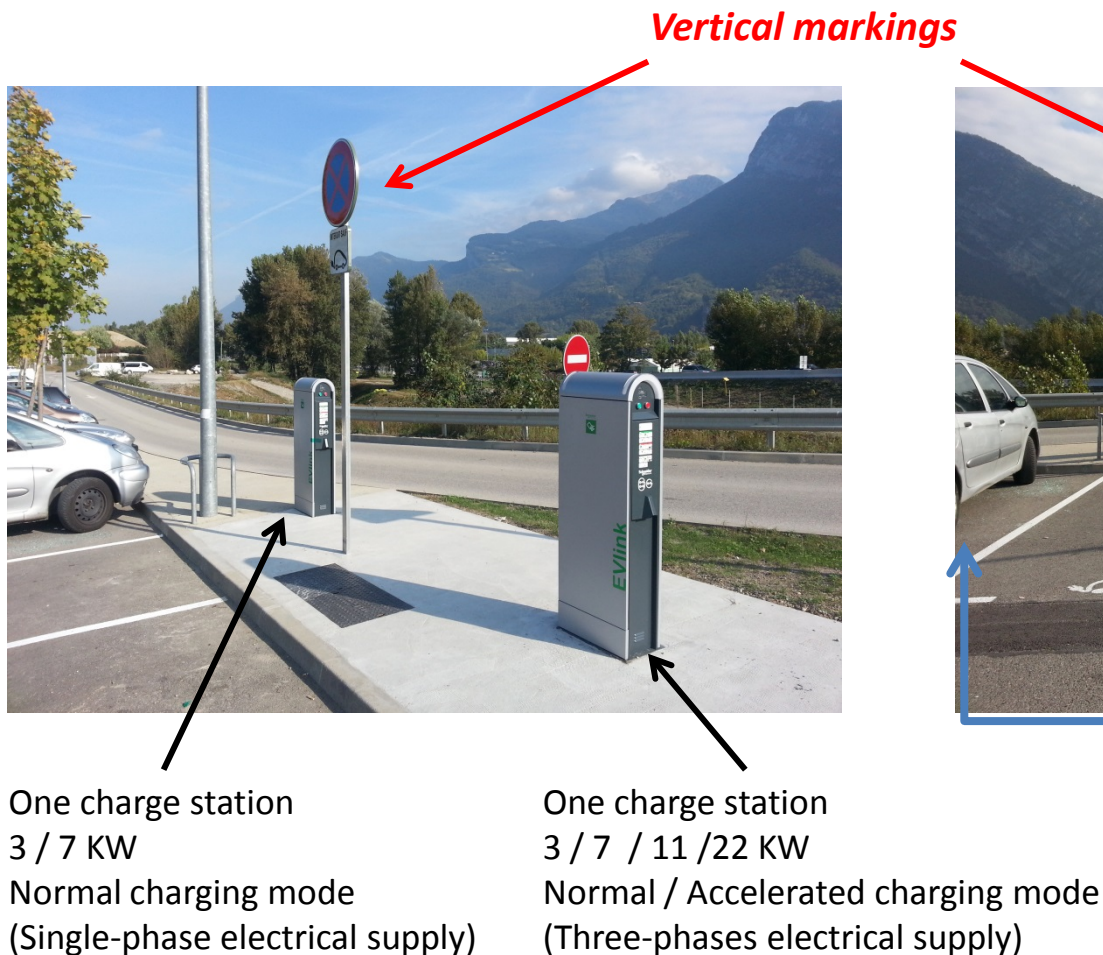 Vertical markings
EVlink
One charge station
3 / 7 KW
Normal charging mode
(Single-phase electrical supply)
One charge station
3 / 7  / 11 /22 KW
Normal / Accelerated charging mode
(Three-phases electrical supply)